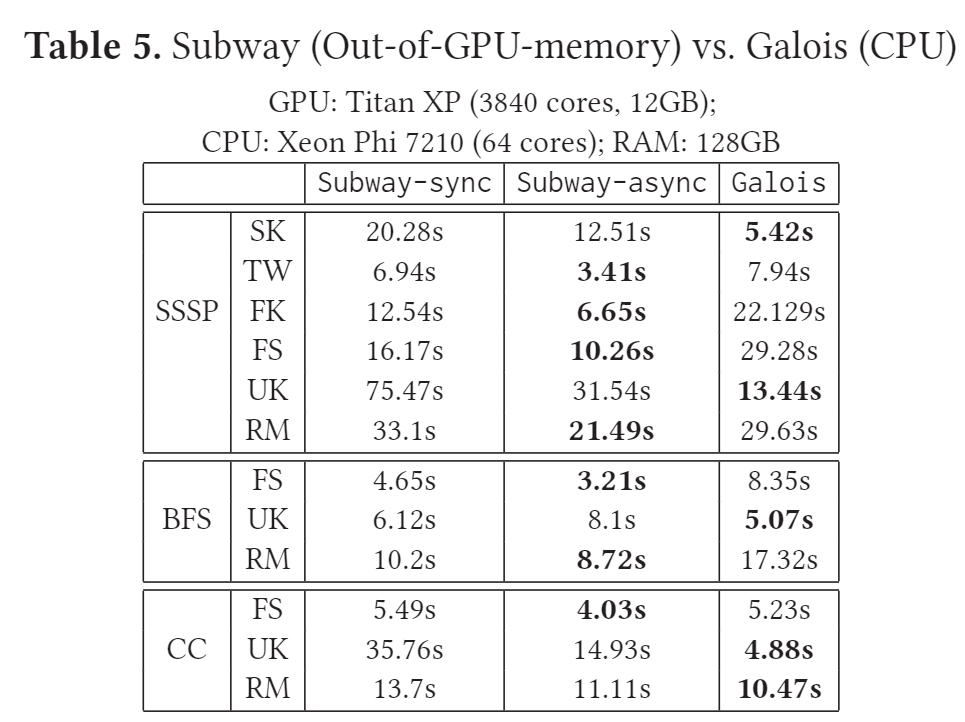 Table 5. Subway (Out-of-GPU-memory) vs. Galois (CPU)
GPU: Titan XP (3840 cores, 12GB);
CPU: Xeon Phi 7210 (64 cores); RAM: 128GB
Subway-sync Subway-async Galois
SK 20.28s 12.51s 5.42s
TW 6.94s 3.41s 7.94s
SSSP FK 12.54s 6.65s 22.129s
FS 16.17s 10.26s 29.28s
UK 75.47s 31.54s 13.44s
RM 33.1s 21.49s 29.63s
FS 4.65s 3.21s 8.35s
BFS UK 6.12s 8.1s 5.07s
RM 10.2s 8.72s 17.32s
FS 5.49s 4.03s 5.23s
CC UK 35.76s 14.93s 4.88s
RM 13.7s 11.11s 10.47s